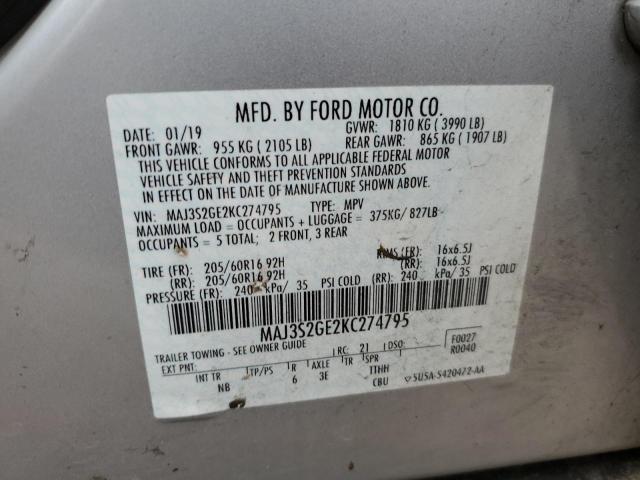 MFD. BY FORD MOTOR CO.
DATE: 01/19 GVWR: 1810 KG ( 3990 LB)
FRONT GAWR: 955 KG ( 2105 LB) REAR GAWR: 865 KG ( 1907 LB)
THIS VEHICLE CONFORMS TO ALL APPLICABLE FEDERAL MOTOR
VEHICLE SAFETY AND THEFT PREVENTION STANDARDS
IN EFFECT ON THE DATE OF MANUFACTURE SHOWN ABOVE.
VIN: MAJ3S2GE2KC274795 TYPE: MPV
MAXIMUM LOAD = OCCUPANTS + LUGGAGE = 375KG/ 827LB
OCCUPANTS = 5 TOTAL; 2 FRONT, 3 REAR
TIRE (FR): 205/60R16 92H RIMS (FR): 16x6.5J
(RR): 205/60R16 92H (RR): 16x6.5J
PRESSURE (FR): 240 kPa/ 35 PSI COLD (RR): 240 kPa/ 35 PSI COLD
MAJ3S2GE2KC274795
TRAILER TOWING - SEE OWNER GUIDE F0027
EXT PNT: RC: 21 DSO: R0040
INT TR TP/PS R AXLE TR SPR
NB 6 3E TTHH
CBU 5U5A-5420472-AA